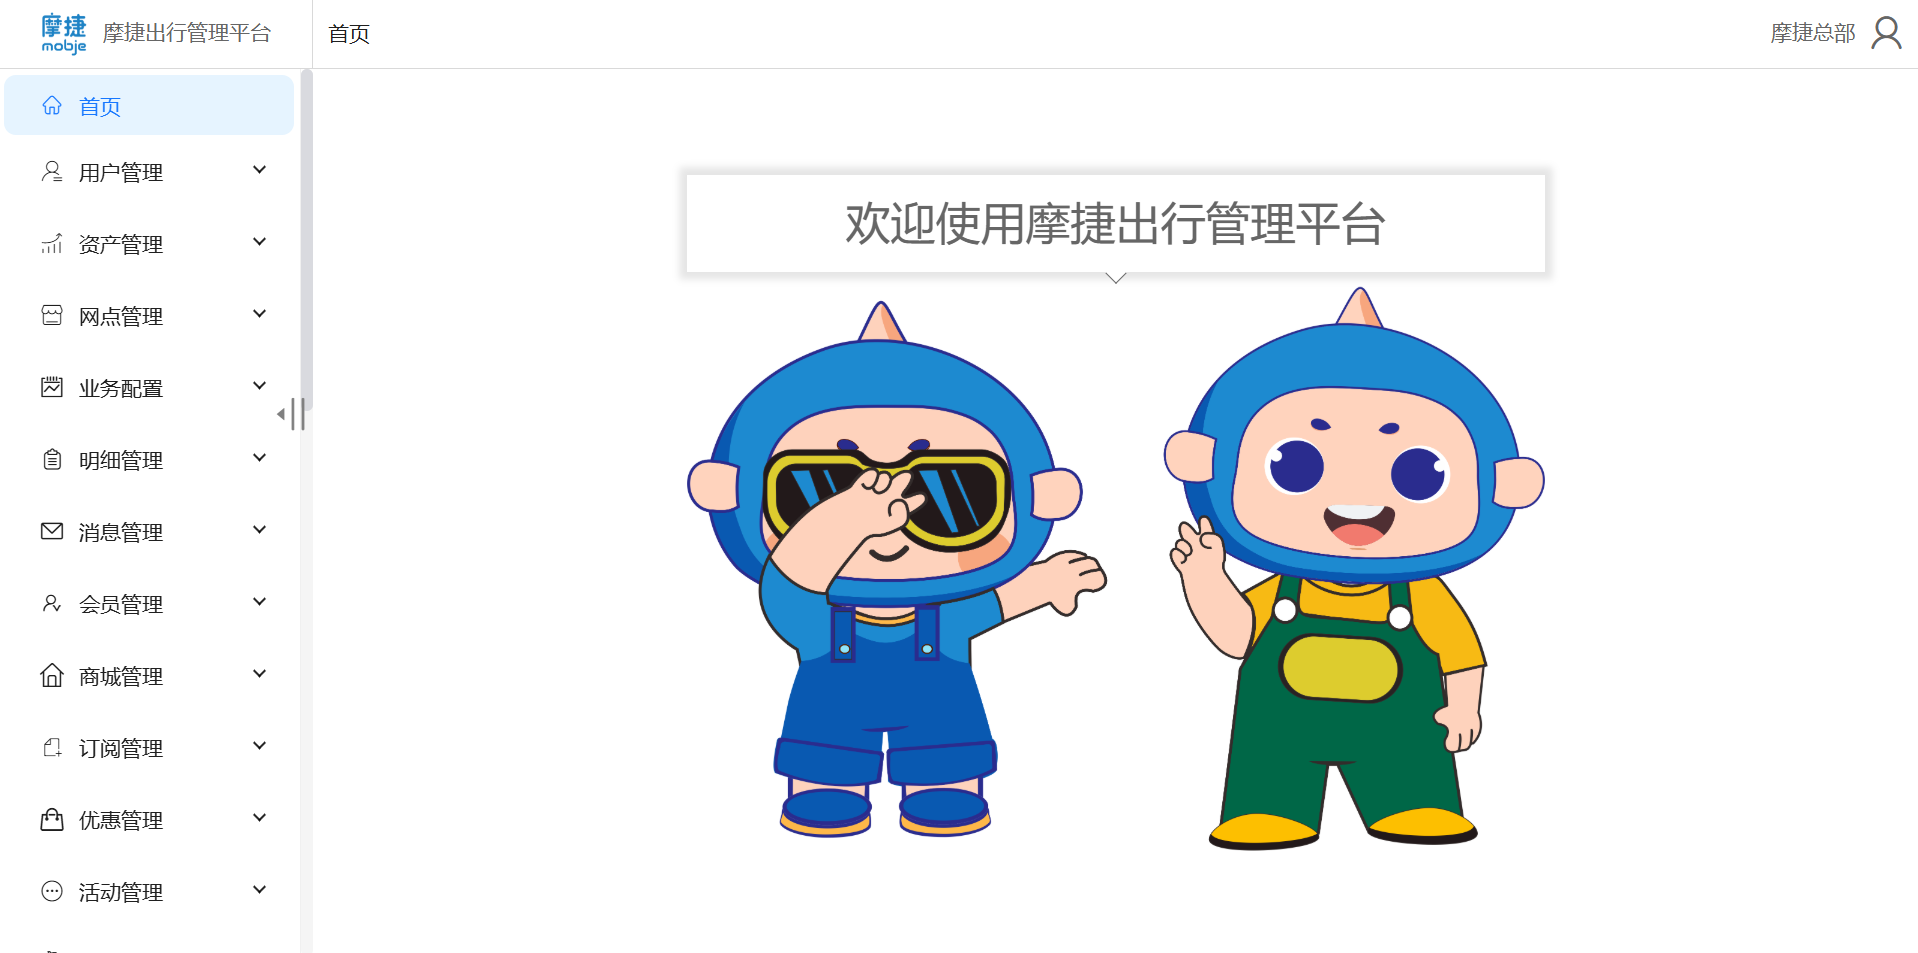 摩捷
mobje
摩捷出行管理平台
首页
摩捷总部
首页
用户管理
资产管理
网点管理
业务配置
明细管理
消息管理
会员管理
商城管理
订阅管理
优惠管理
活动管理
欢迎使用摩捷出行管理平台